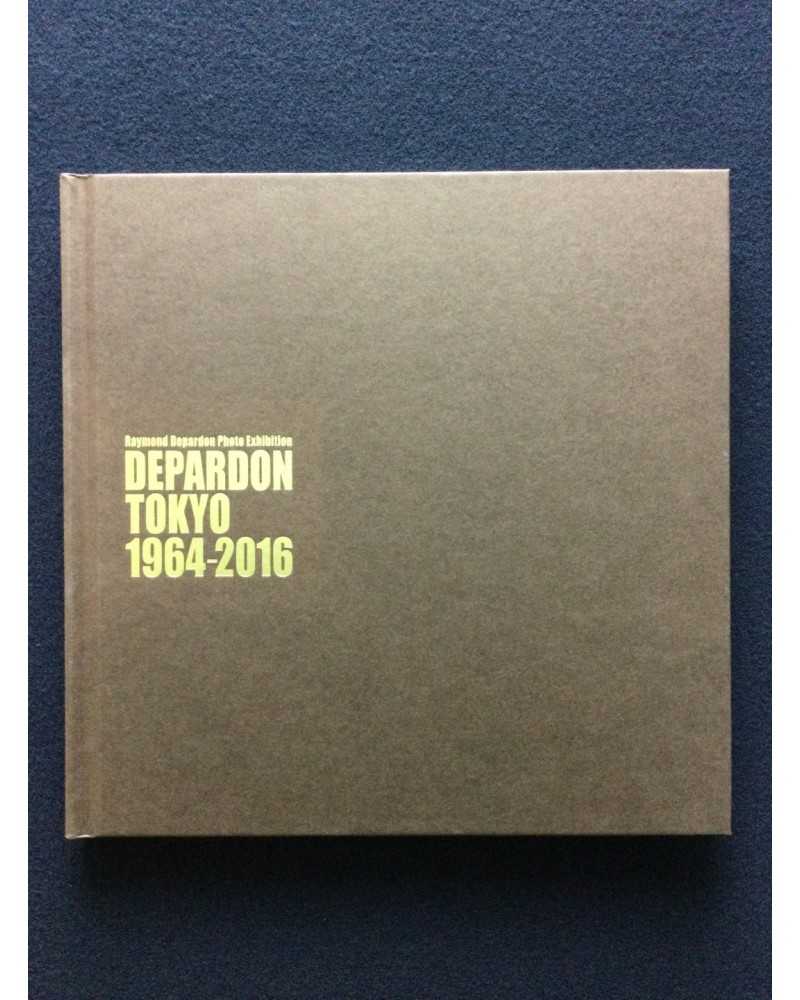 Raymond Depardon Photo Exhibition
DEPARDON
TOKYO
1964-2016